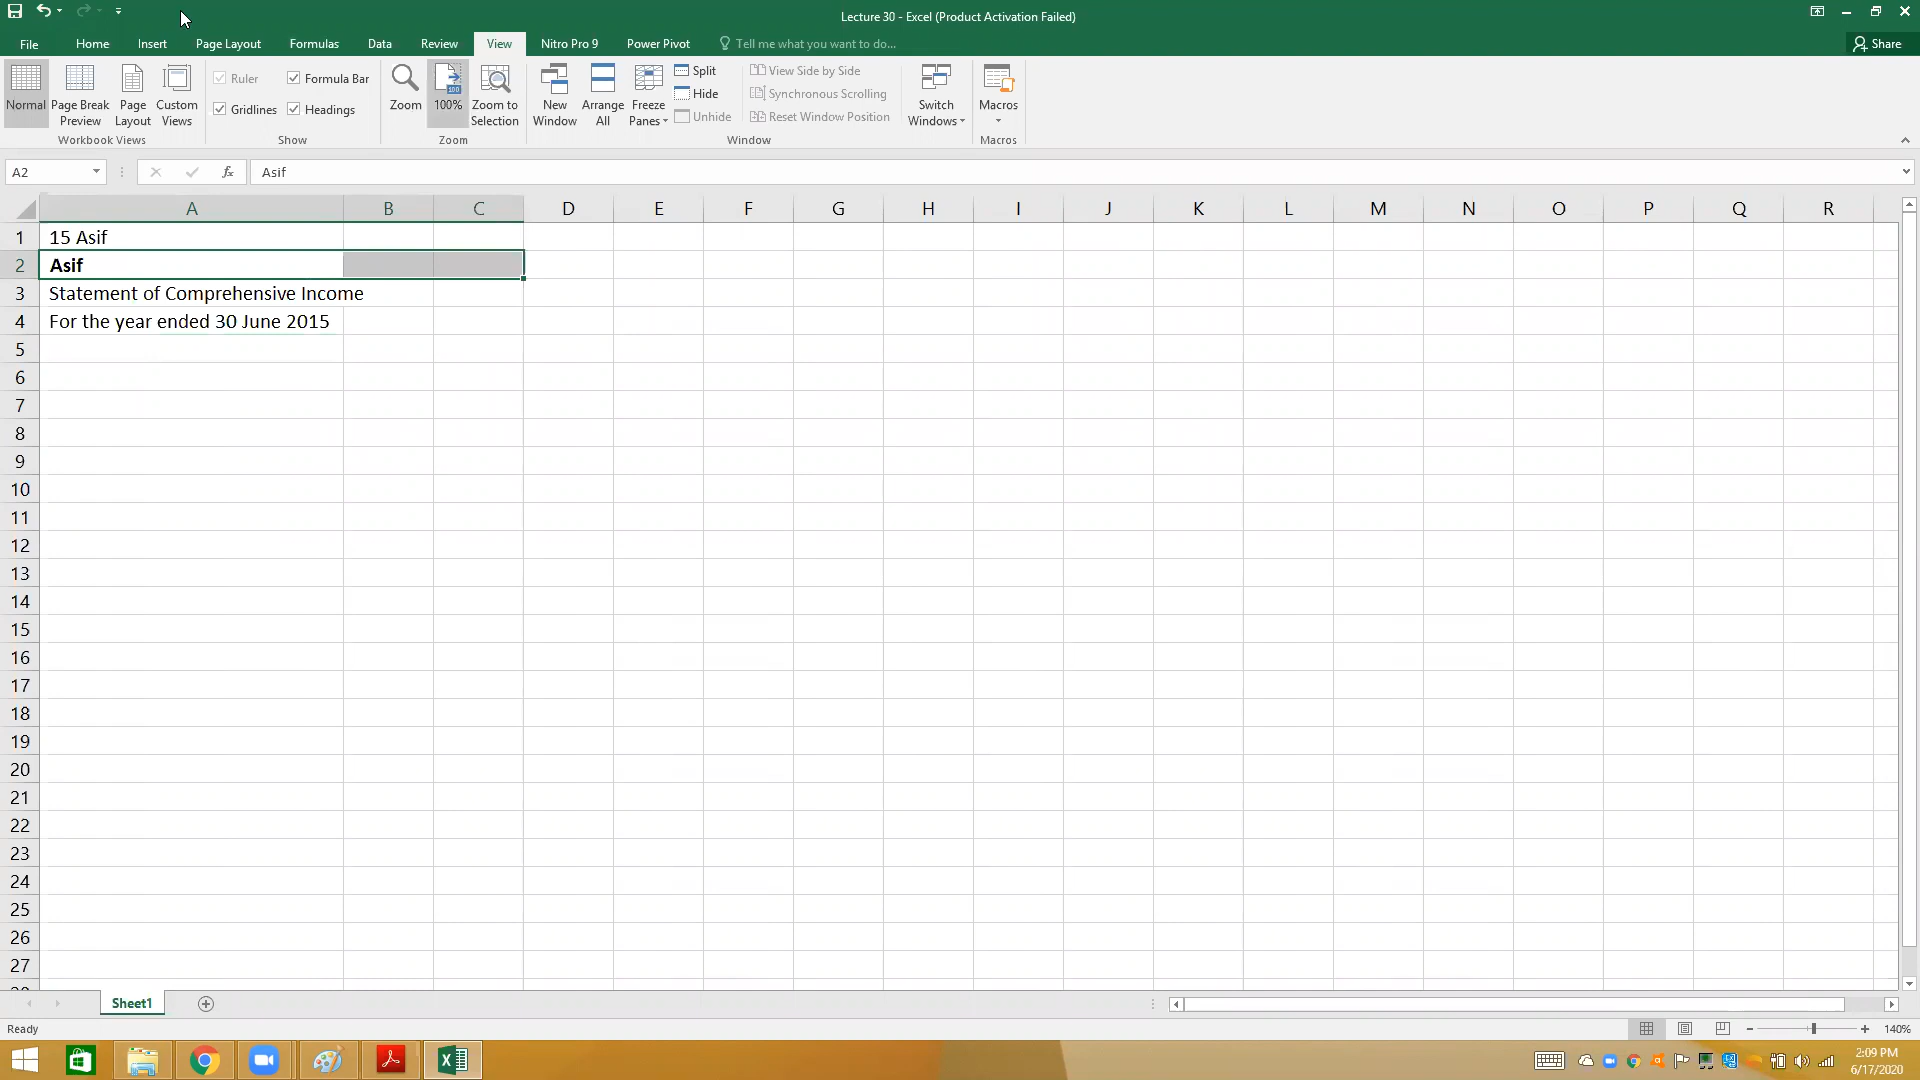 Lecture 30 - Excel (Product Activation Failed)
File Home Insert Page Layout Formulas Data Review View Nitro Pro 9 Power Pivot Tell me what you want to do... Share
Normal Page Break Preview Page Layout Custom Views
Workbook Views
Ruler Formula Bar
Gridlines Headings
Show
Zoom 100% Zoom to Selection
Zoom
New Window Arrange All Freeze Panes
Split
Hide
Unhide
View Side by Side
Synchronous Scrolling
Reset Window Position
Window
Switch Windows
Macros
Macros
A2 fx Asif
A B C D E F G H I J K L M N O P Q R
1 15 Asif
2 Asif
3 Statement of Comprehensive Income
4 For the year ended 30 June 2015
5
6
7
8
9
10
11
12
13
14
15
16
17
18
19
20
21
22
23
24
25
26
27
Sheet1
Ready 140%
2:09 PM
6/17/2020